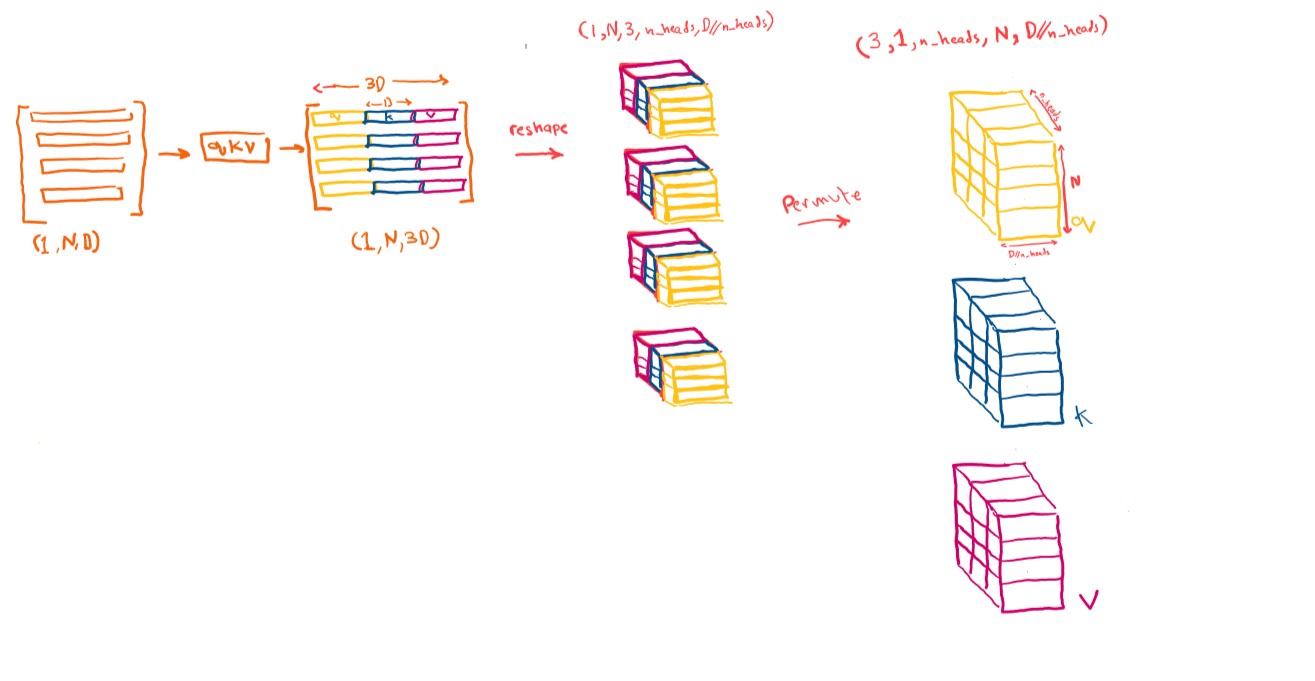 (1,N,3,n_heads,D//n_heads)
(3,1,n_heads,N,D//n_heads)
3D
D
q K V
qKV
reshape
Permute
(1,N,D)
(1,N,3D)
n_heads
N
q
D//n_heads
K
V